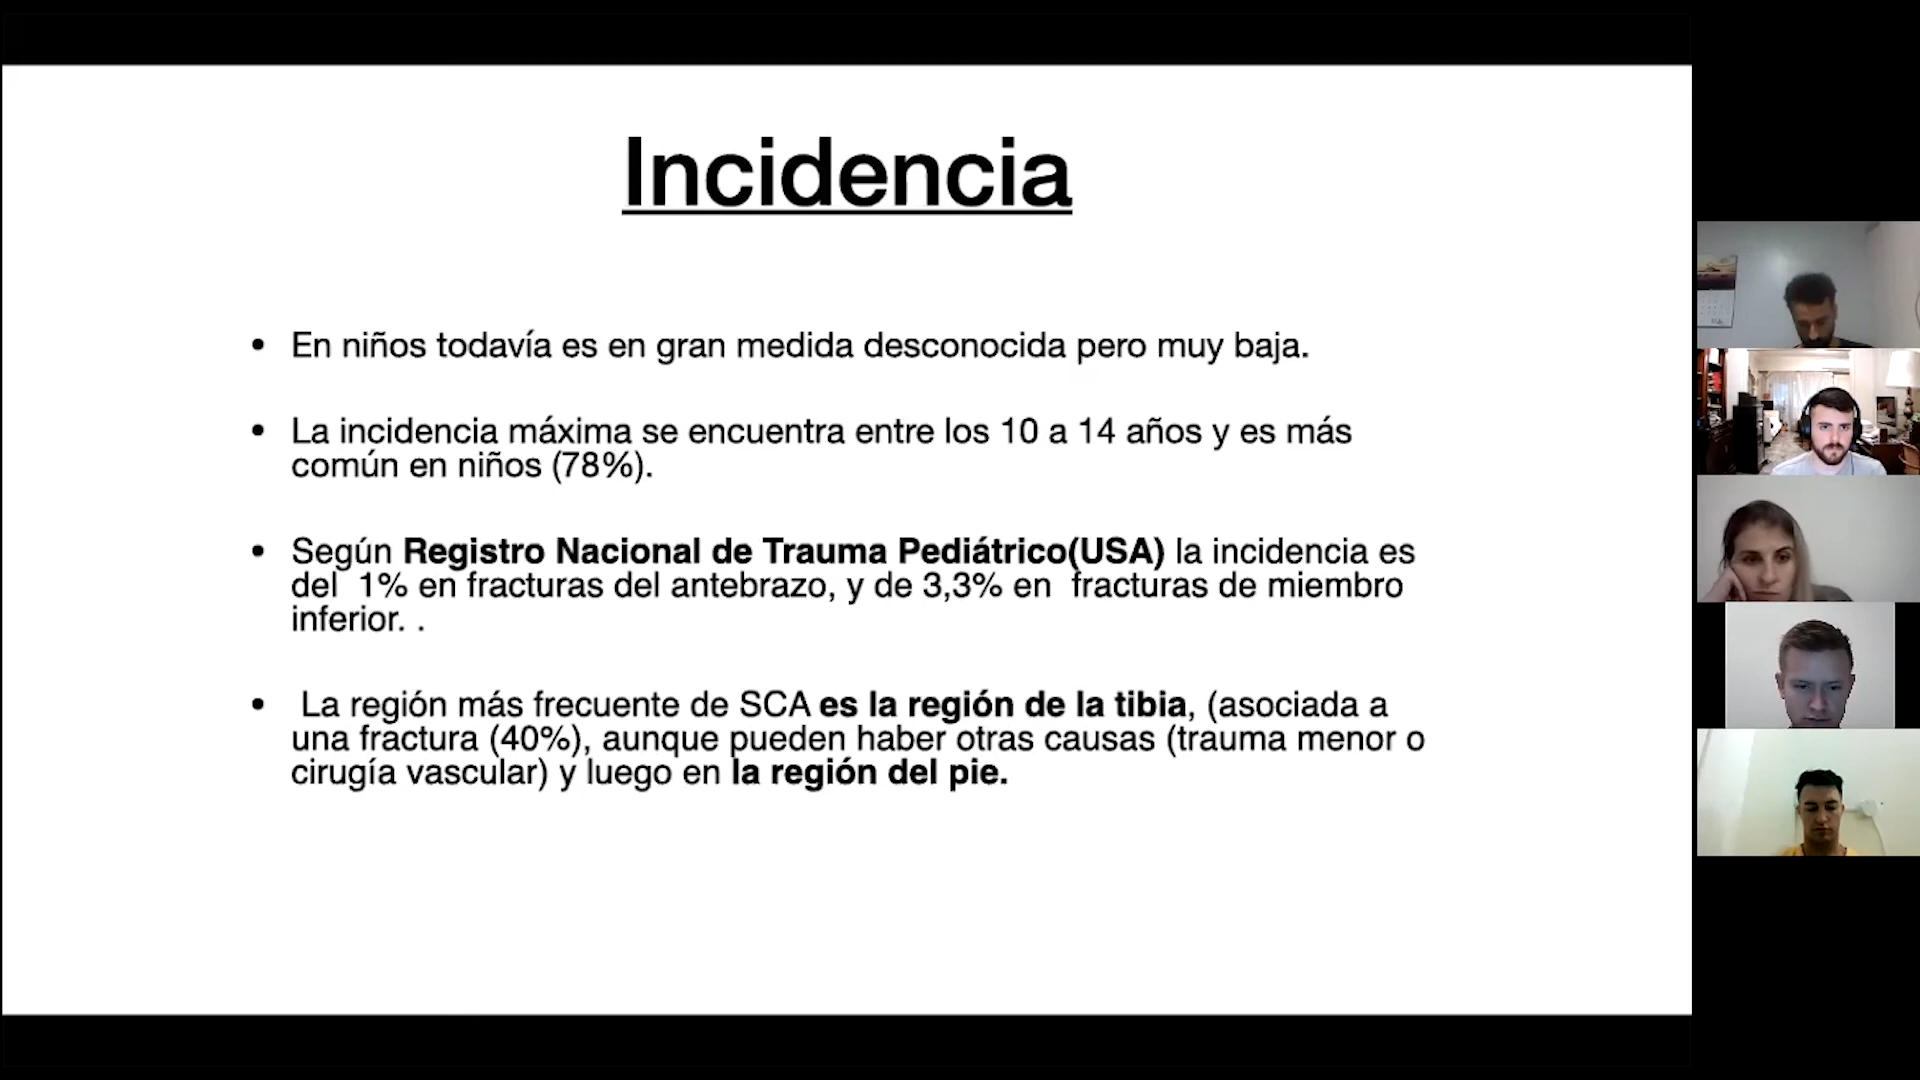 Incidencia
• En niños todavía es en gran medida desconocida pero muy baja.
• La incidencia máxima se encuentra entre los 10 a 14 años y es más
común en niños (78%).
• Según Registro Nacional de Trauma Pediátrico(USA) la incidencia es
del  1% en fracturas del antebrazo, y de 3,3% en  fracturas de miembro
inferior. .
•  La región más frecuente de SCA es la región de la tibia, (asociada a
una fractura (40%), aunque pueden haber otras causas (trauma menor o
cirugía vascular) y luego en la región del pie.